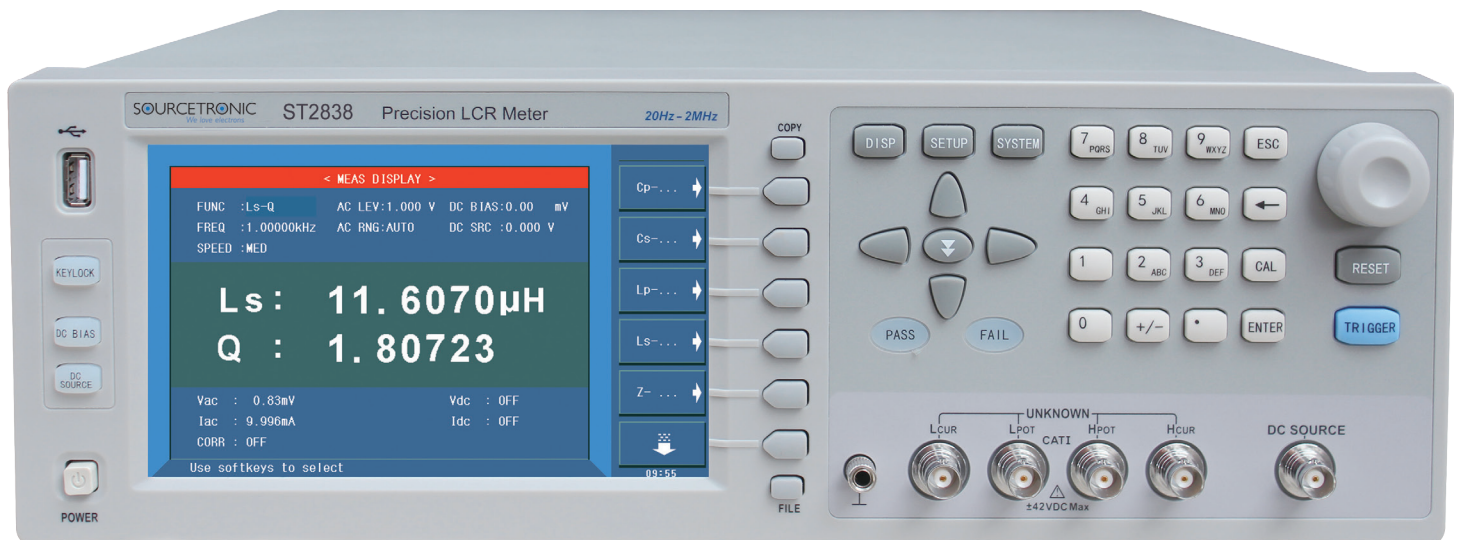 SOURCETRONIC
We love electrons
ST2838 Precision LCR Meter
20Hz – 2MHz
< MEAS DISPLAY >
FUNC :Ls-Q AC LEV:1.000 V DC BIAS:0.00 mV
FREQ :1.00000kHz AC RNG:AUTO DC SRC :0.000 V
SPEED :MED
Ls: 11.6070µH
Q : 1.80723
Vac : 0.83mV Vdc : OFF
Iac : 9.996mA Idc : OFF
CORR : OFF
Use softkeys to select
Cp-...
Cs-...
Lp-...
Ls-...
Z- ...
09:55
KEYLOCK
DC BIAS
DC
SOURCE
POWER
COPY
FILE
DISP SETUP SYSTEM
7 PQRS 8 TUV 9 WXYZ ESC
4 GHI 5 JKL 6 MNO
1 2 ABC 3 DEF CAL
0 +/- • ENTER
RESET
TRIGGER
PASS FAIL
UNKNOWN
LCUR LPOT HPOT HCUR
CATI
±42VDC Max
DC SOURCE